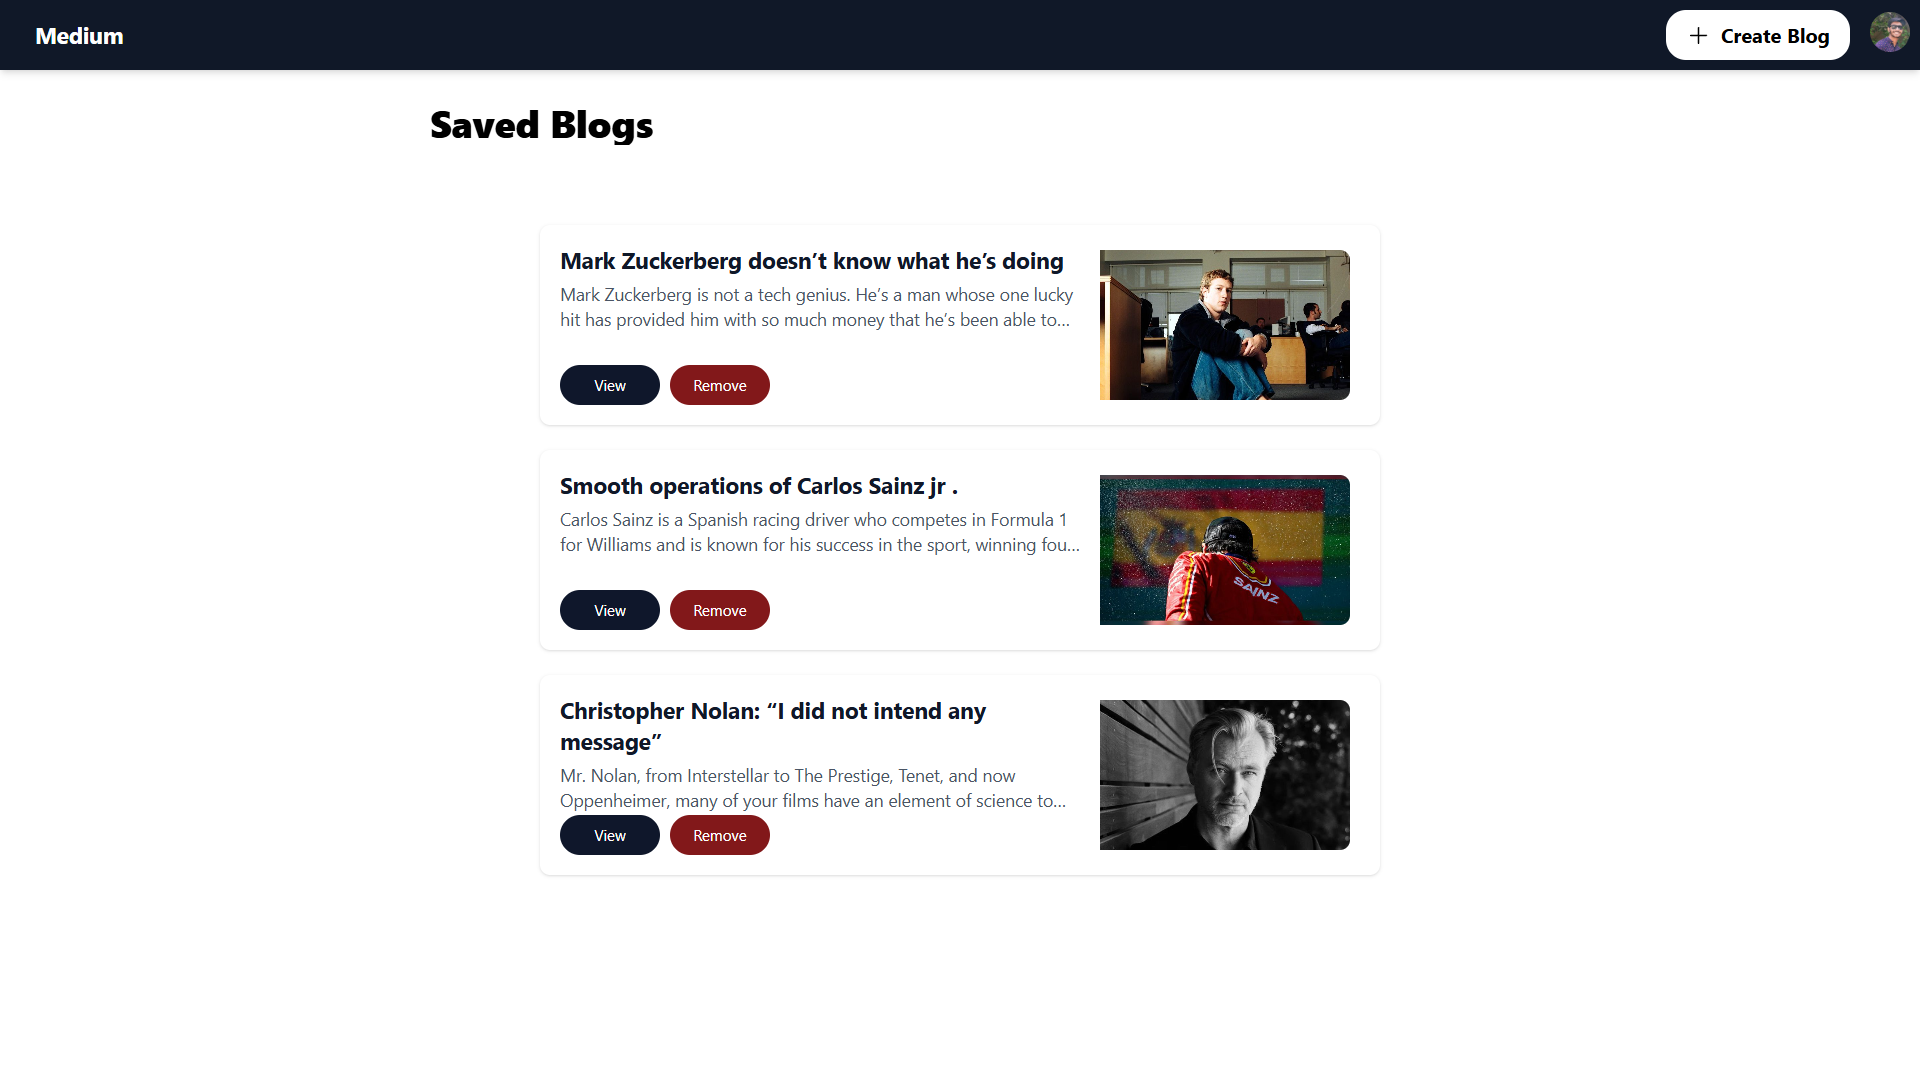 Medium
Create Blog
Saved Blogs
Mark Zuckerberg doesn’t know what he’s doing
Mark Zuckerberg is not a tech genius. He’s a man whose one lucky
hit has provided him with so much money that he’s been able to...
View
Remove
Smooth operations of Carlos Sainz jr .
Carlos Sainz is a Spanish racing driver who competes in Formula 1
for Williams and is known for his success in the sport, winning fou...
View
Remove
SAINZ
Christopher Nolan: “I did not intend any
message”
Mr. Nolan, from Interstellar to The Prestige, Tenet, and now
Oppenheimer, many of your films have an element of science to...
View
Remove